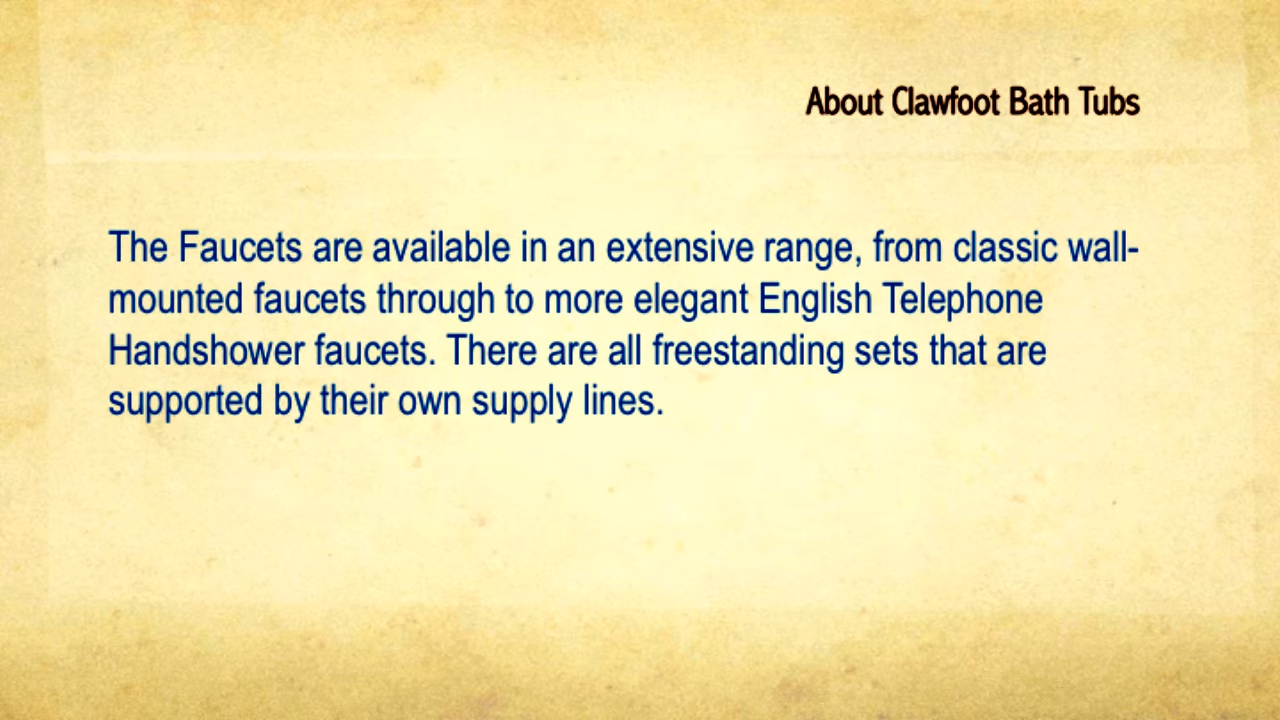 About Clawfoot Bath Tubs
The Faucets are available in an extensive range, from classic wall-
mounted faucets through to more elegant English Telephone
Handshower faucets. There are all freestanding sets that are
supported by their own supply lines.